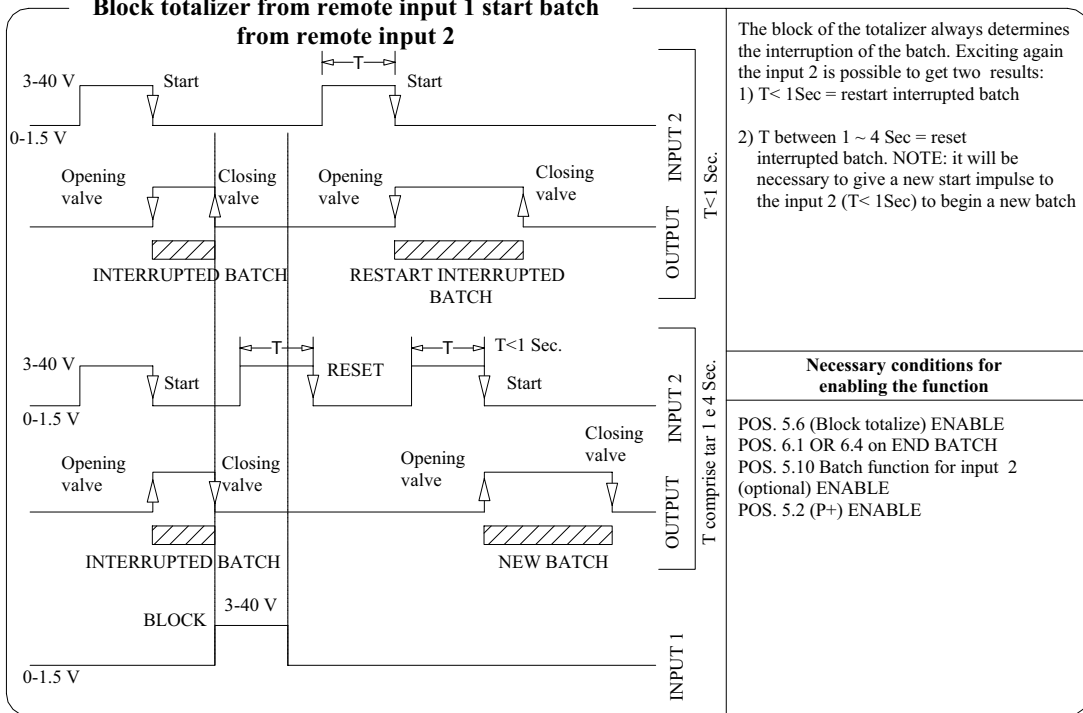 Block totalizer from remote input 1 start batch
from remote input 2
T
3-40 V
Start
Start
0-1.5 V
INPUT 2
Opening
valve
Closing
valve
Opening
valve
Closing
valve
OUTPUT
T<1 Sec.
INTERRUPTED BATCH
RESTART INTERRUPTED
BATCH
3-40 V
T
T
T<1 Sec.
RESET
Start
Start
0-1.5 V
INPUT 2
Opening
valve
Closing
valve
Opening
valve
Closing
valve
OUTPUT
T comprise tar 1 e 4 Sec.
INTERRUPTED BATCH
NEW BATCH
3-40 V
BLOCK
0-1.5 V
INPUT 1
The block of the totalizer always determines
the interruption of the batch. Exciting again
the input 2 is possible to get two results:
1) T< 1Sec = restart interrupted batch
2) T between 1 ~ 4 Sec = reset
interrupted batch. NOTE: it will be
necessary to give a new start impulse to
the input 2 (T< 1Sec) to begin a new batch
Necessary conditions for
enabling the function
POS. 5.6 (Block totalize) ENABLE
POS. 6.1 OR 6.4 on END BATCH
POS. 5.10 Batch function for input 2
(optional) ENABLE
POS. 5.2 (P+) ENABLE